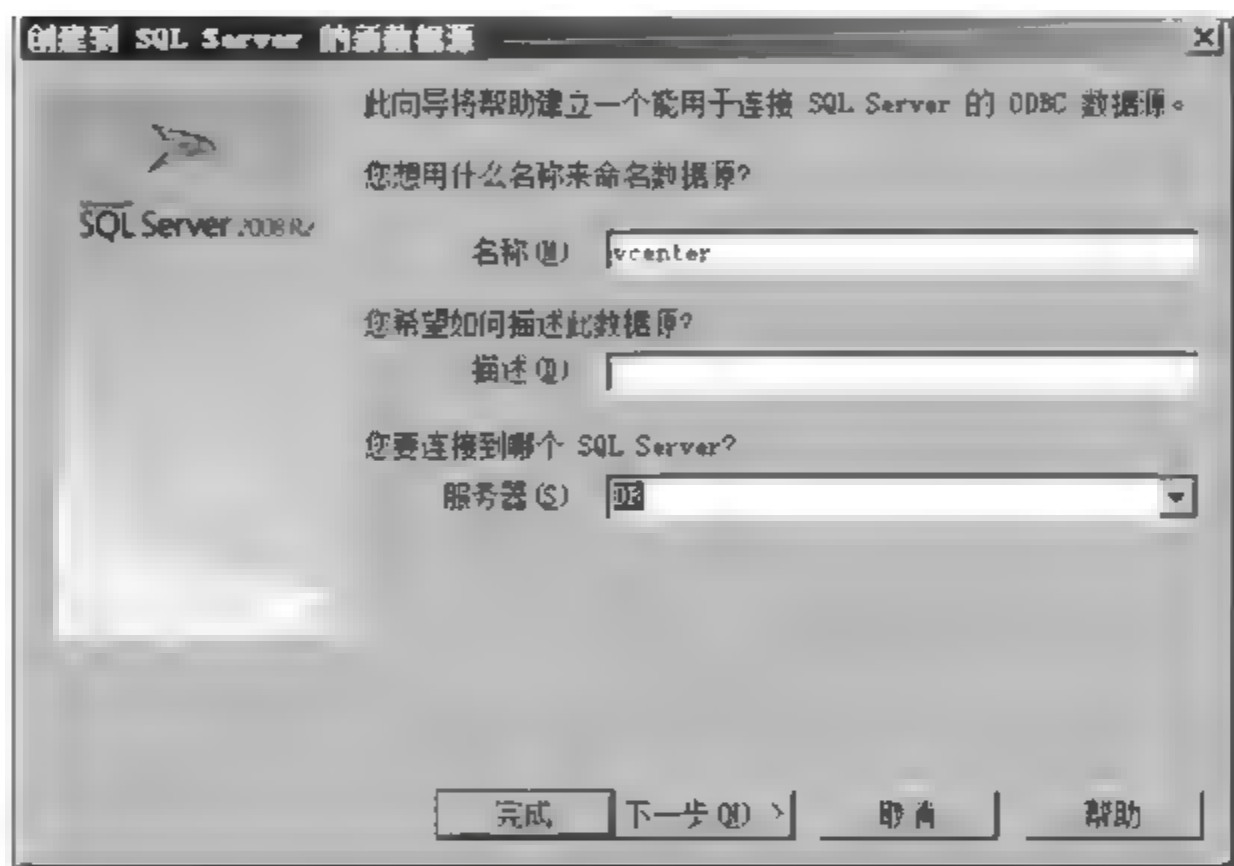 创建到 SQL Server 的新数据源
此向导将帮助建立一个能用于连接 SQL Server 的 ODBC 数据源。
您想用什么名称来命名数据源?
SQL Server 2008 R2
名称(M) vcenter
您希望如何描述此数据源?
描述(D)
您要连接到哪个 SQL Server?
服务器(S)
完成 下一步(N) > 取消 帮助